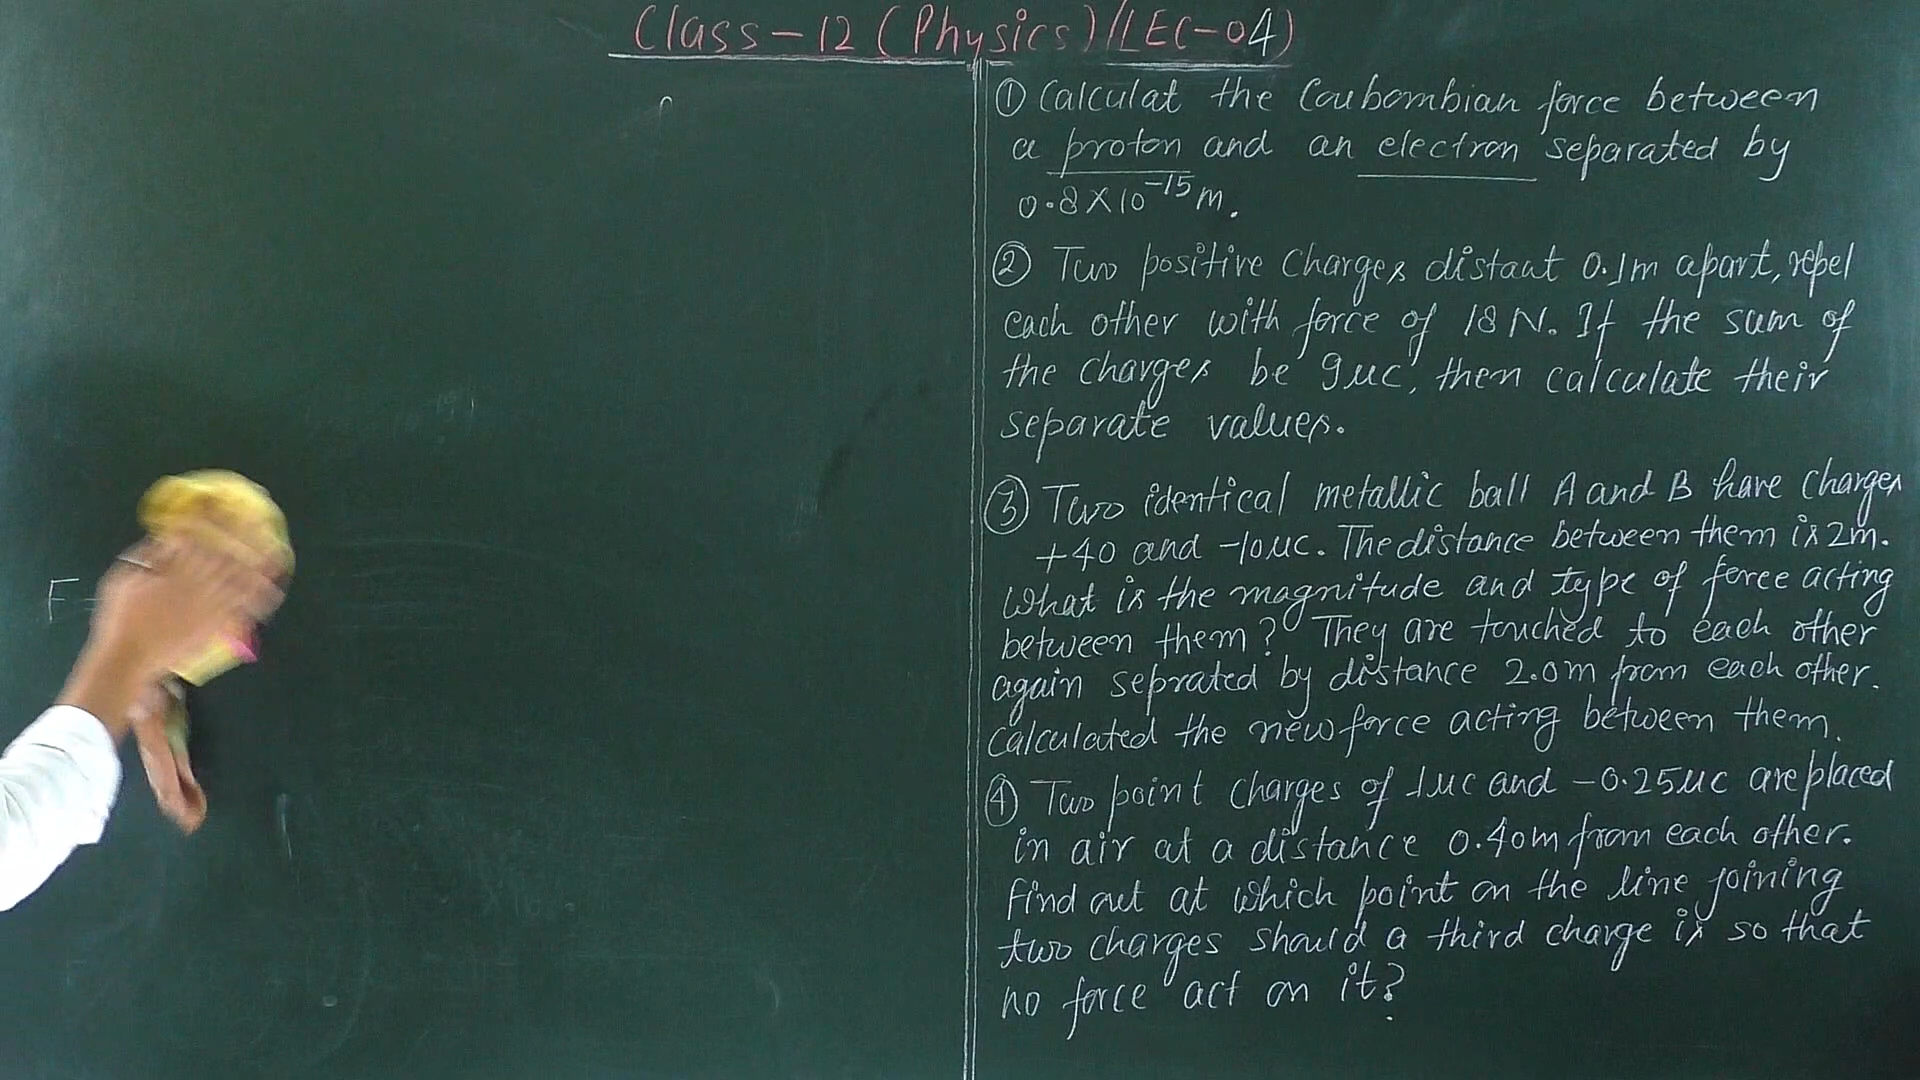 Class-12 (Physics)/LEC-04)
① Calculat the Coubombian force between
a proton and an electron separated by
0.8×10⁻¹⁵m.
② Two positive charges distant 0.1m apart, repel
each other with force of 18 N. If the sum of
the charges be 9μc, then calculate their
separate values.
③ Two identical metallic ball A and B have charges
+40 and -10μc. The distance between them is 2m.
What is the magnitude and type of force acting
between them? They are touched to each other
again seprated by distance 2.0m from each other.
Calculated the new force acting between them.
④ Two point charges of 1μc and -0.25μc are placed
in air at a distance 0.40m from each other.
Find out at which point on the line joining
two charges should a third charge is so that
no force act on it?
F